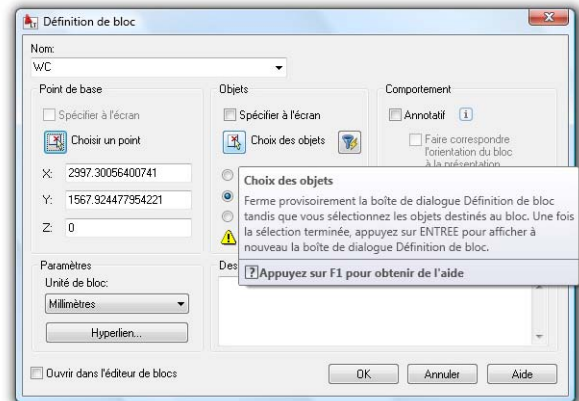 Définition de bloc
Nom:
WC
Point de base
Spécifier à l'écran
Choisir un point
X: 2997.30056400741
Y: 1567.924477954221
Z: 0
Objets
Spécifier à l'écran
Choix des objets
Comportement
Annotatif
Faire correspondre
l'orientation du bloc
à la présentation
Choix des objets
Ferme provisoirement la boîte de dialogue Définition de bloc
tandis que vous sélectionnez les objets destinés au bloc. Une fois
la sélection terminée, appuyez sur ENTREE pour afficher à
nouveau la boîte de dialogue Définition de bloc.
Appuyez sur F1 pour obtenir de l'aide
Paramètres
Unité de bloc:
Millimètres
Hyperlien...
Des
Ouvrir dans l'éditeur de blocs
OK
Annuler
Aide